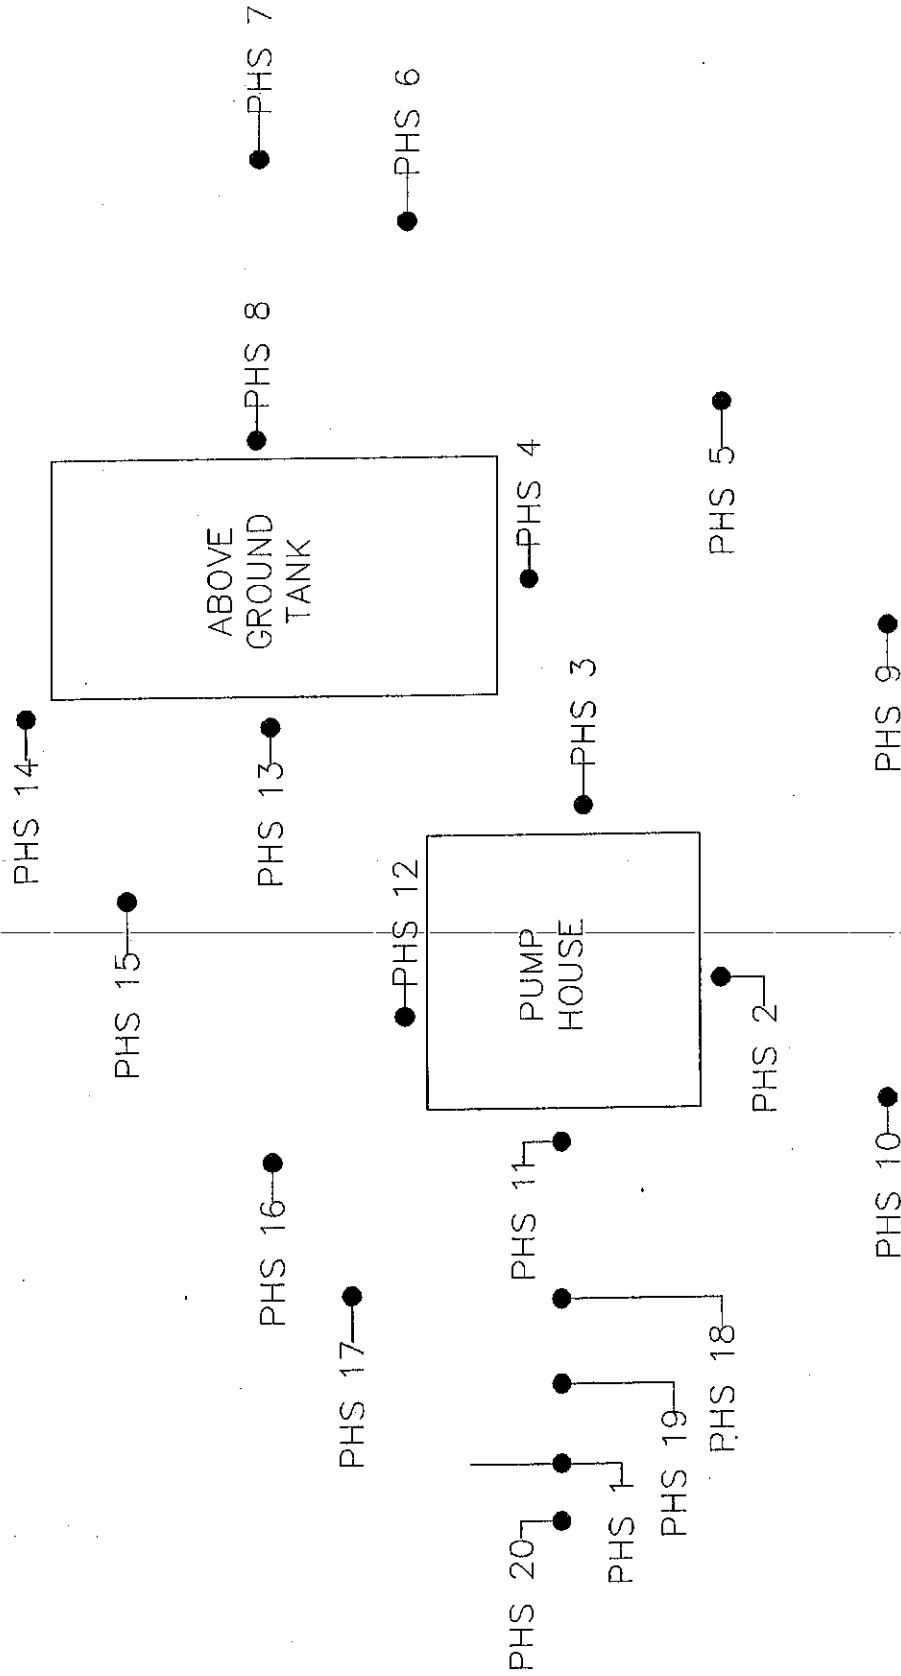 PHS 7
PHS 6
PHS 8
ABOVE
GROUND
TANK
PHS 4
PHS 5
PHS 14
PHS 13
PHS 3
PHS 9
PHS 15
PHS 12
PUMP
HOUSE
PHS 2
PHS 16
PHS 11
PHS 10
PHS 17
PHS 18
PHS 19
PHS 1
PHS 20